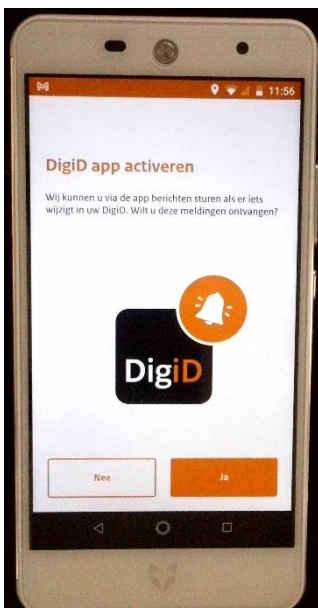 11:56
DigiD app activeren
Wij kunnen u via de app berichten sturen als er iets
wijzigt in uw DigiD. Wilt u deze meldingen ontvangen?
DigiD
Nee
Ja